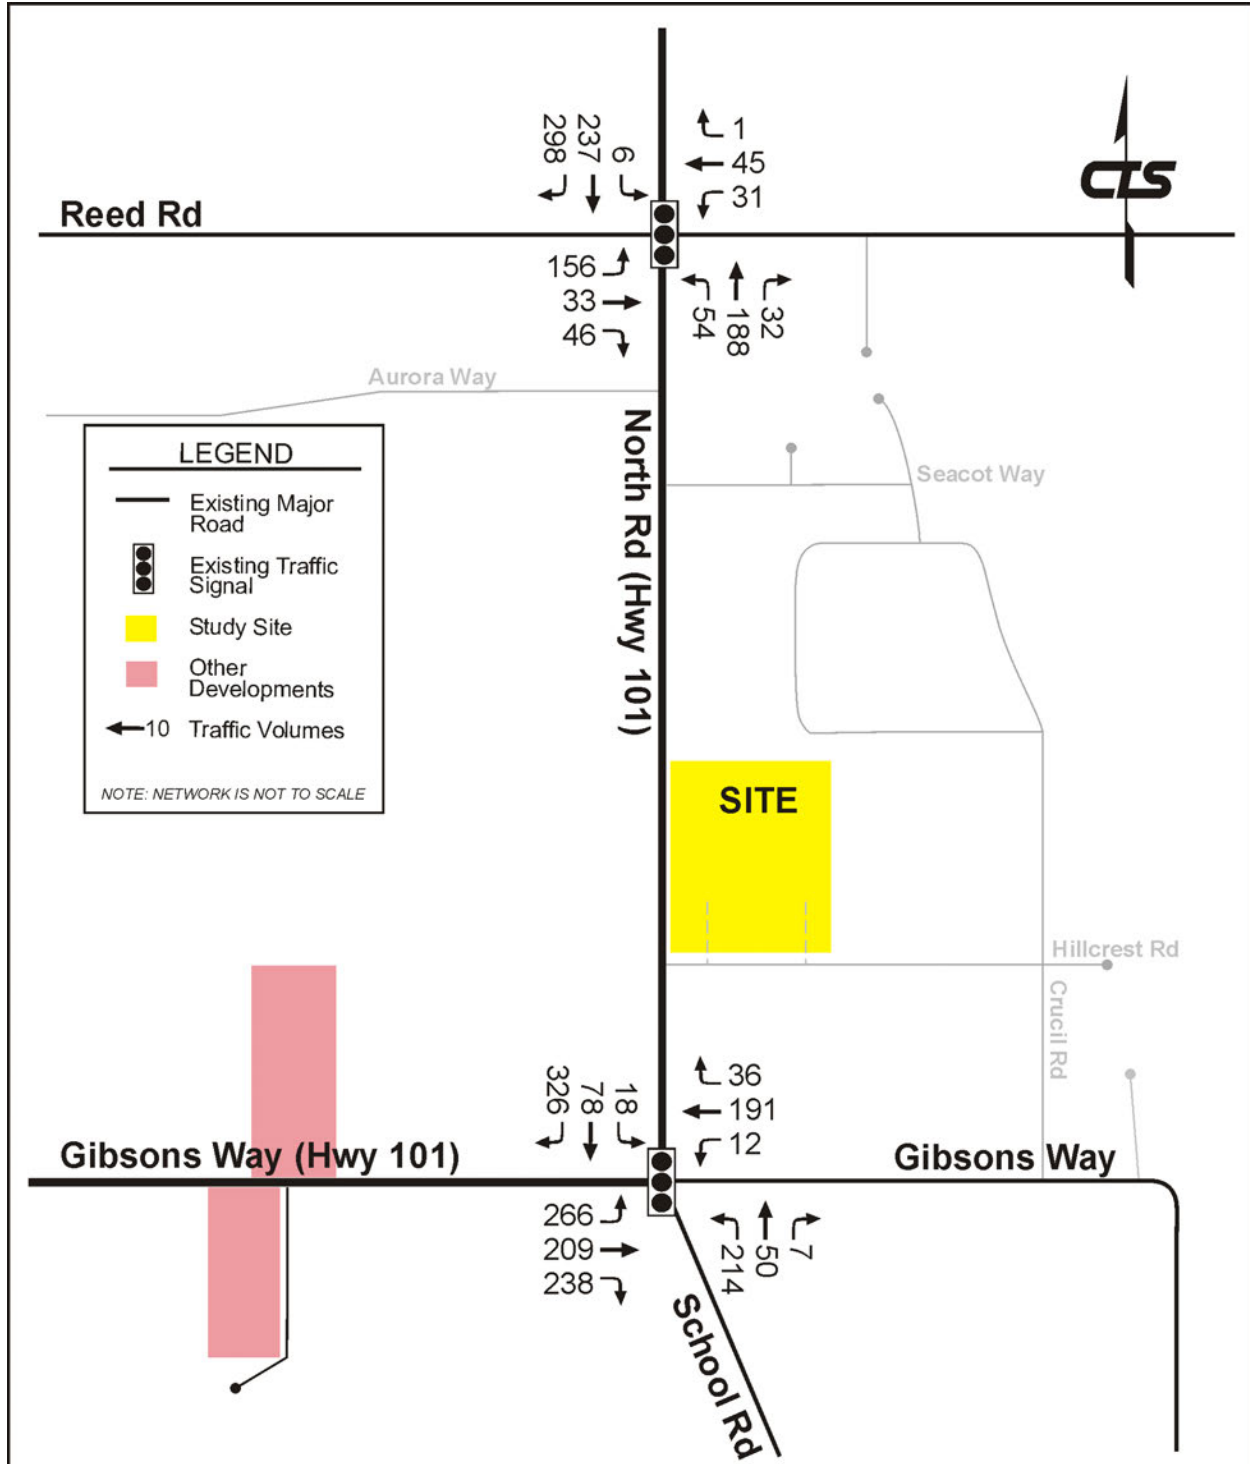 298
237
6
1
45
31
CTS
Reed Rd
156
33
46
54
188
32
Aurora Way
North Rd (Hwy 101)
Seacot Way
LEGEND
Existing Major
Road
Existing Traffic
Signal
Study Site
Other
Developments
10 Traffic Volumes
NOTE: NETWORK IS NOT TO SCALE
SITE
Hillcrest Rd
Crucil Rd
326
78
18
36
191
12
Gibsons Way (Hwy 101)
Gibsons Way
266
209
238
214
50
7
School Rd